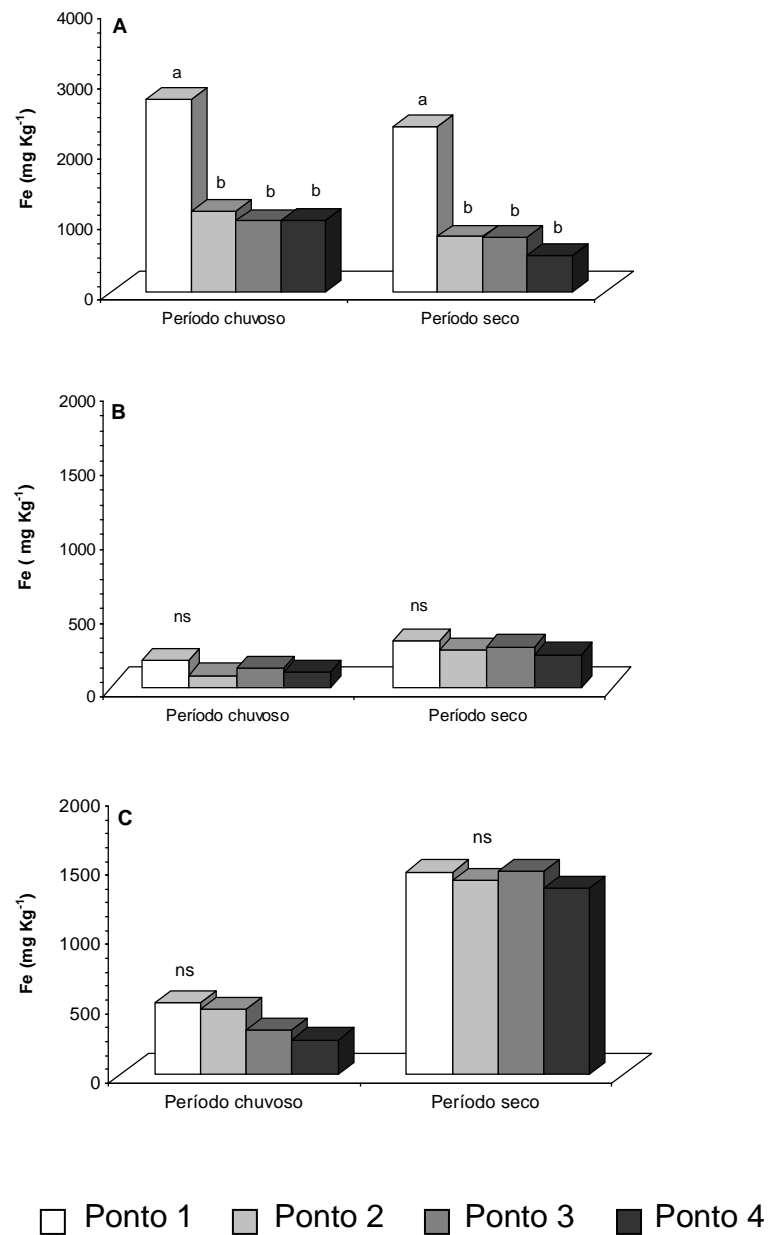 A
Fe (mg Kg⁻¹)
4000
3000
2000
1000
0
a
b
b
b
a
b
b
b
Período chuvoso
Período seco
B
Fe ( mg Kg⁻¹)
2000
1500
1000
500
0
ns
ns
Período chuvoso
Período seco
C
Fe (mg Kg⁻¹)
2000
1500
1000
500
0
ns
ns
Período chuvoso
Período seco
Ponto 1
Ponto 2
Ponto 3
Ponto 4